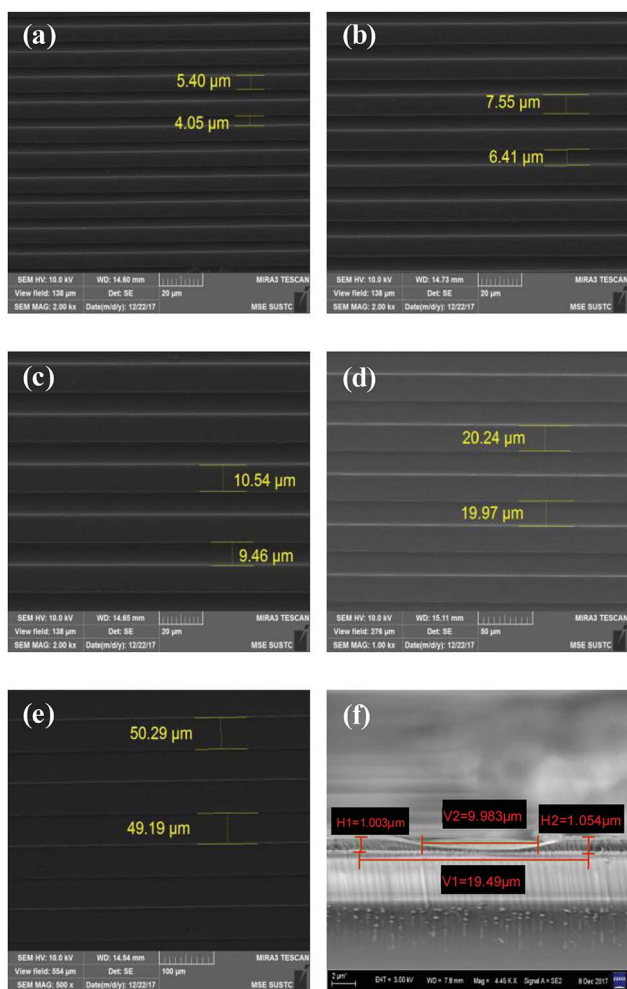 (a)
5.40 µm
4.05 µm
SEM HV: 10.0 kV WD: 14.60 mm MIRA3 TESCAN
View field: 138 µm Det: SE 20 µm
SEM MAG: 2.00 kx Date(m/d/y): 12/22/17 MSE SUSTC
(b)
7.55 µm
6.41 µm
SEM HV: 10.0 kV WD: 14.73 mm MIRA3 TESCAN
View field: 138 µm Det: SE 20 µm
SEM MAG: 2.00 kx Date(m/d/y): 12/22/17 MSE SUSTC
(c)
10.54 µm
9.46 µm
SEM HV: 10.0 kV WD: 14.65 mm MIRA3 TESCAN
View field: 138 µm Det: SE 20 µm
SEM MAG: 2.00 kx Date(m/d/y): 12/22/17 MSE SUSTC
(d)
20.24 µm
19.97 µm
SEM HV: 10.0 kV WD: 15.11 mm MIRA3 TESCAN
View field: 276 µm Det: SE 50 µm
SEM MAG: 1.00 kx Date(m/d/y): 12/22/17 MSE SUSTC
(e)
50.29 µm
49.19 µm
SEM HV: 10.0 kV WD: 14.54 mm MIRA3 TESCAN
View field: 554 µm Det: SE 100 µm
SEM MAG: 500 x Date(m/d/y): 12/22/17 MSE SUSTC
(f)
H1=1.003µm V2=9.983µm H2=1.054µm
V1=19.49µm
2 µm EHT = 3.00 kV WD = 7.8 mm Mag = 4.45 K X Signal A = SE2 8 Dec 2017 ZEISS